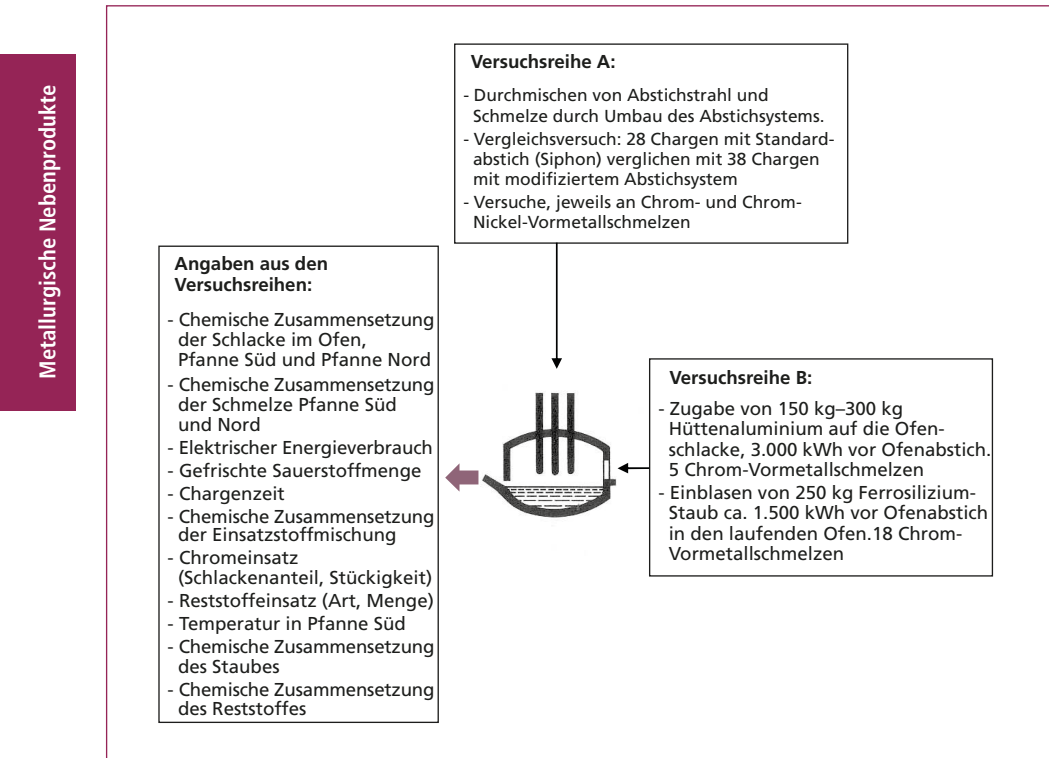 Metallurgische Nebenprodukte
Versuchsreihe A:
- Durchmischen von Abstichstrahl und
Schmelze durch Umbau des Abstichsystems.
- Vergleichsversuch: 28 Chargen mit Standard-
abstich (Siphon) verglichen mit 38 Chargen
mit modifiziertem Abstichsystem
- Versuche, jeweils an Chrom- und Chrom-
Nickel-Vormetallschmelzen
Angaben aus den
Versuchsreihen:
- Chemische Zusammensetzung
der Schlacke im Ofen,
Pfanne Süd und Pfanne Nord
- Chemische Zusammensetzung
der Schmelze Pfanne Süd
und Nord
- Elektrischer Energieverbrauch
- Gefrischte Sauerstoffmenge
- Chargenzeit
- Chemische Zusammensetzung
der Einsatzstoffmischung
- Chromeinsatz
(Schlackenanteil, Stückigkeit)
- Reststoffeinsatz (Art, Menge)
- Temperatur in Pfanne Süd
- Chemische Zusammensetzung
des Staubes
- Chemische Zusammensetzung
des Reststoffes
Versuchsreihe B:
- Zugabe von 150 kg–300 kg
Hüttenaluminium auf die Ofen-
schlacke, 3.000 kWh vor Ofenabstich.
5 Chrom-Vormetallschmelzen
- Einblasen von 250 kg Ferrosilizium-
Staub ca. 1.500 kWh vor Ofenabstich
in den laufenden Ofen.18 Chrom-
Vormetallschmelzen